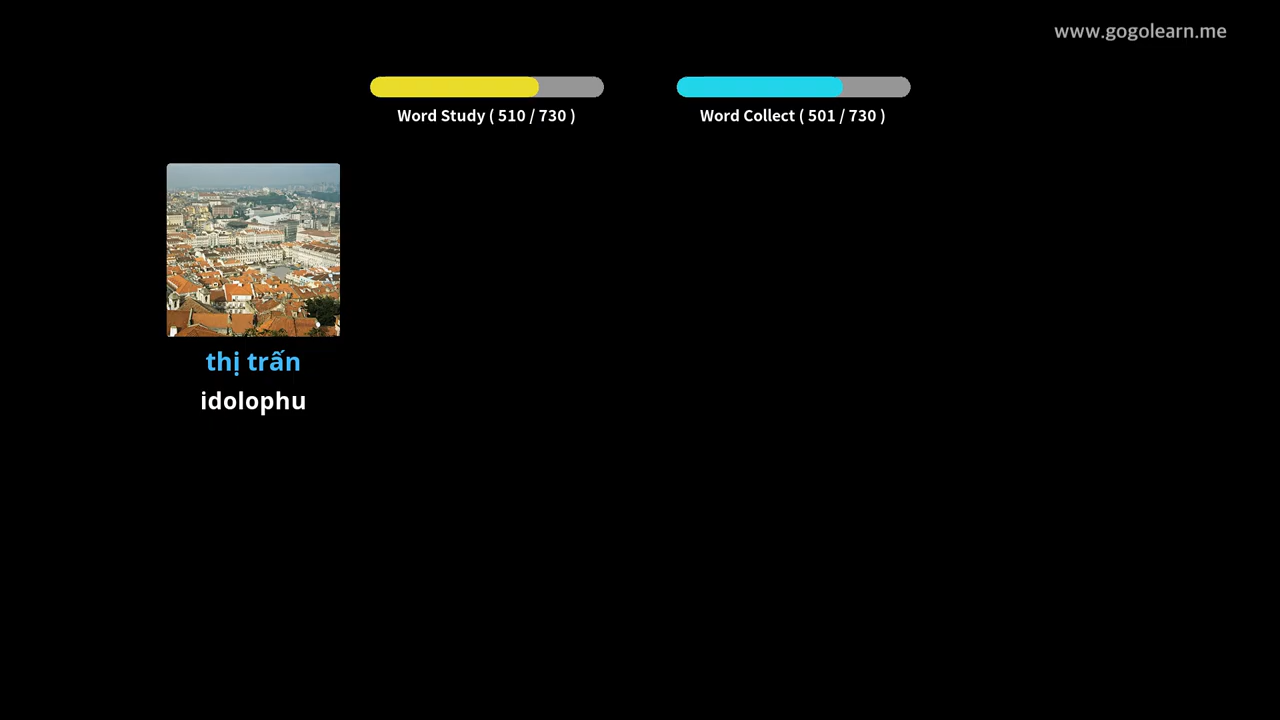 www.gogolearn.me
Word Study ( 510 / 730 )
Word Collect ( 501 / 730 )
thị trấn
idolophu